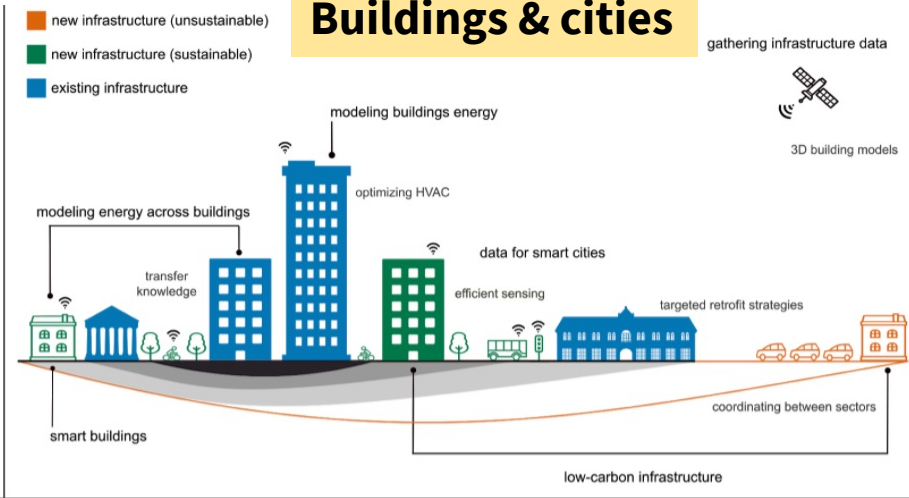 Buildings & cities
new infrastructure (unsustainable)
new infrastructure (sustainable)
existing infrastructure
gathering infrastructure data
3D building models
modeling buildings energy
optimizing HVAC
modeling energy across buildings
transfer
knowledge
data for smart cities
efficient sensing
targeted retrofit strategies
coordinating between sectors
smart buildings
low-carbon infrastructure